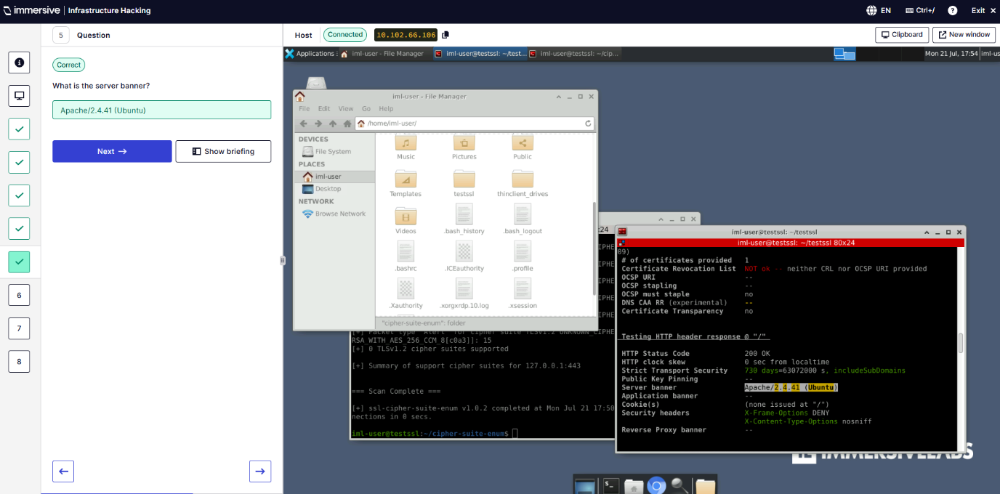 immersive | Infrastructure Hacking
EN
Ctrl+/
?
Exit ×
5 Question
Correct
What is the server banner?
Apache/2.4.41 (Ubuntu)
Next →
Show briefing
6
7
8
Host
Connected
10.102.66.106
Clipboard
New window
Applications
iml-user - File Manager
iml-user@testssl: ~/test...
iml-user@testssl: ~/cip...
Mon 21 Jul, 17:54
iml-us
iml-user - File Manager
File Edit View Go Help
/home/iml-user/
DEVICES
File System
PLACES
iml-user
Desktop
NETWORK
Browse Network
Music
Pictures
Public
Templates
testssl
thinclient_drives
Videos
.bash_history
.bash_logout
.bashrc
.ICEauthority
.profile
.Xauthority
.xorgxrdp.10.log
.xsession
"cipher-suite-enum": folder
RSA_WITH_AES_256_CCM_8[c0a3]]: 15
[+] 0 TLSv1.2 cipher suites supported
[+] Summary of support cipher suites for 127.0.0.1:443
=== Scan Complete ===
[+] ssl-cipher-suite-enum v1.0.2 completed at Mon Jul 21 17:50
nections in 0 secs.
iml-user@testssl:~/cipher-suite-enum$
iml-user@testssl: ~/testssl
iml-user@testssl: ~/testssl 80x24
09)
# of certificates provided 1
Certificate Revocation List NOT ok -- neither CRL nor OCSP URI provided
OCSP URI --
OCSP stapling --
OCSP must staple no
DNS CAA RR (experimental) --
Certificate Transparency no
Testing HTTP header response @ "/"
HTTP Status Code 200 OK
HTTP clock skew 0 sec from localtime
Strict Transport Security 730 days=63072000 s, includeSubDomains
Public Key Pinning --
Server banner Apache/2.4.41 (Ubuntu)
Application banner --
Cookie(s) (none issued at "/")
Security headers X-Frame-Options DENY
X-Content-Type-Options nosniff
Reverse Proxy banner --
IMMERSIVELABS